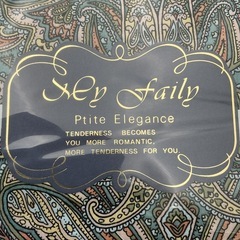 My Faily
Ptite Elegance
TENDERNESS BECOMES
YOU MORE ROMANTIC,
MORE TENDERNESS FOR YOU.